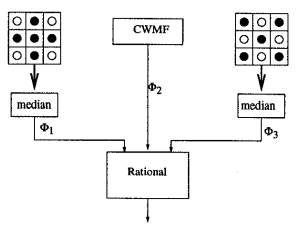 CWMF
median
median
Φ2
Φ1
Φ3
Rational